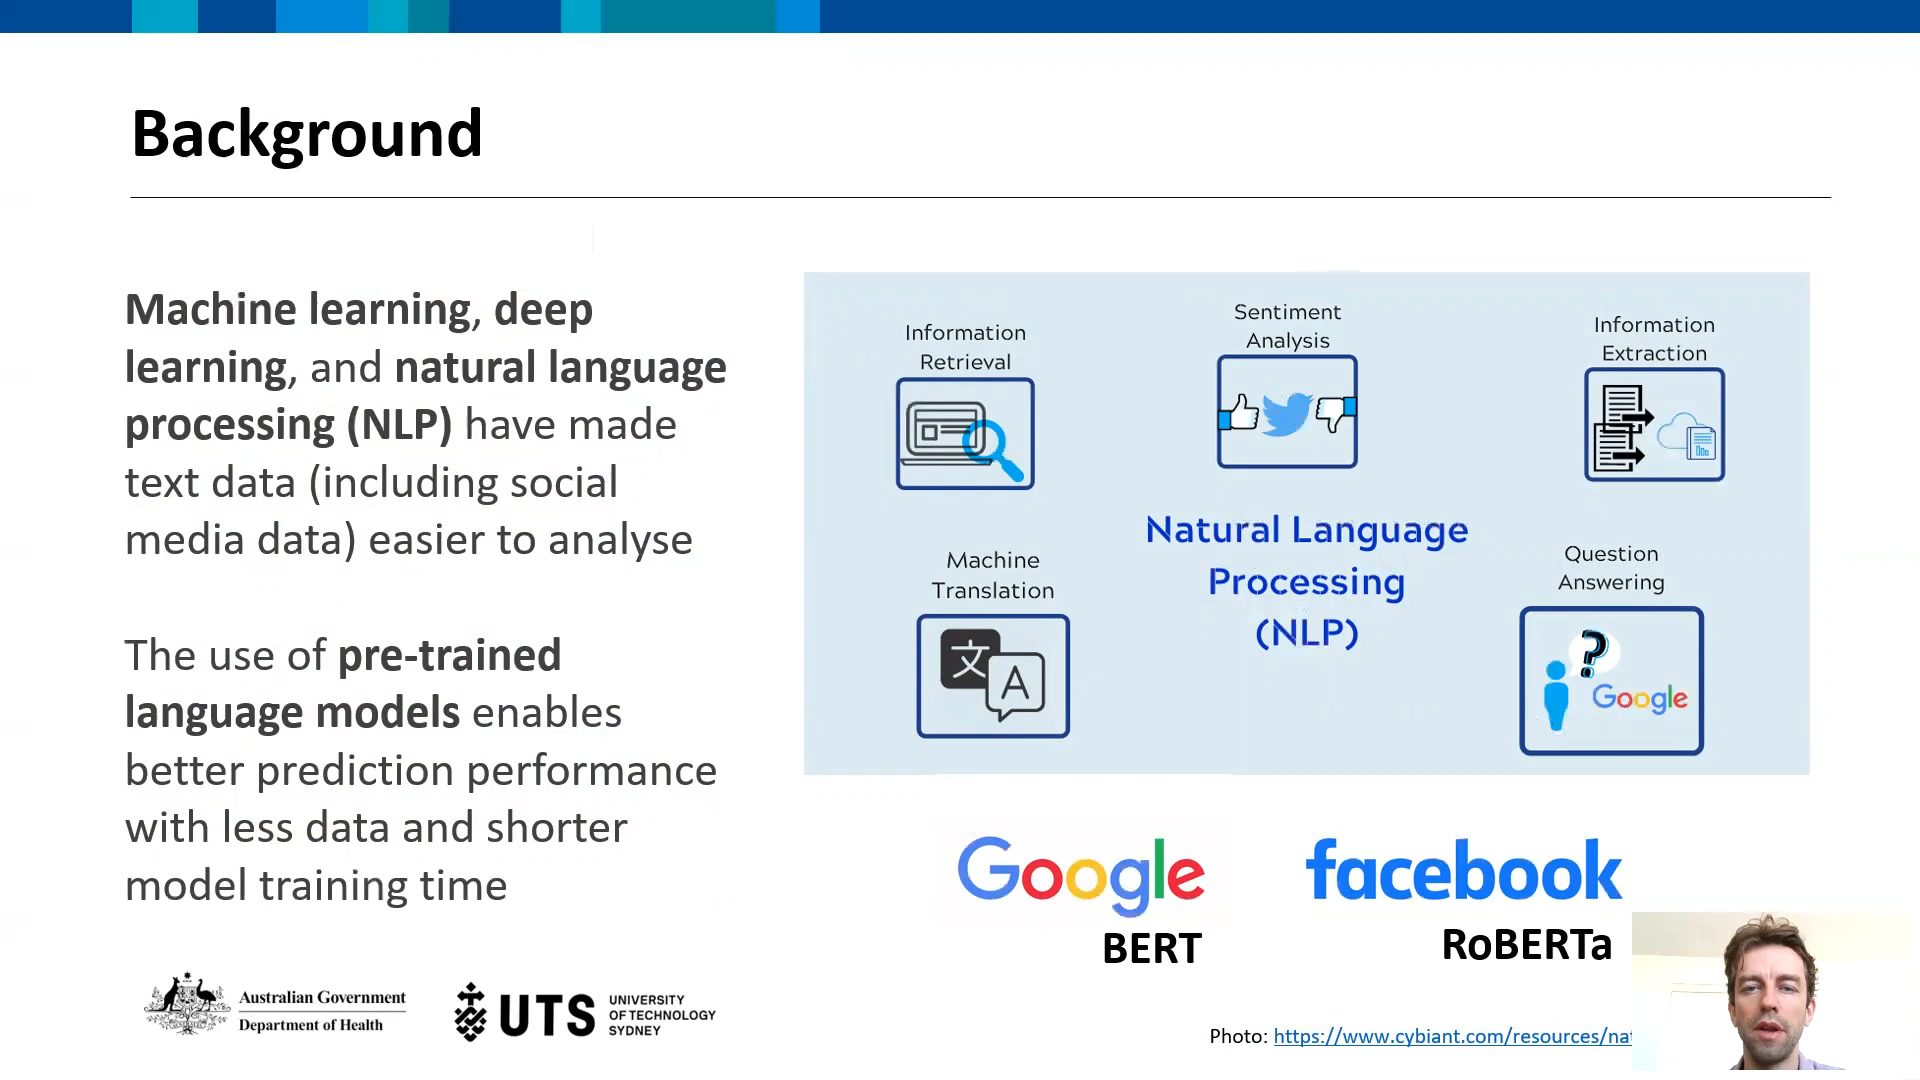 Background
Machine learning, deep
learning, and natural language
processing (NLP) have made
text data (including social
media data) easier to analyse
The use of pre-trained
language models enables
better prediction performance
with less data and shorter
model training time
Information
Retrieval
Sentiment
Analysis
Information
Extraction
Natural Language
Processing
(NLP)
Machine
Translation
文
A
Question
Answering
?
Google
Google
BERT
facebook
RoBERTa
Australian Government
Department of Health
UTS
UNIVERSITY
OF TECHNOLOGY
SYDNEY
Photo: https://www.cybiant.com/resources/nat